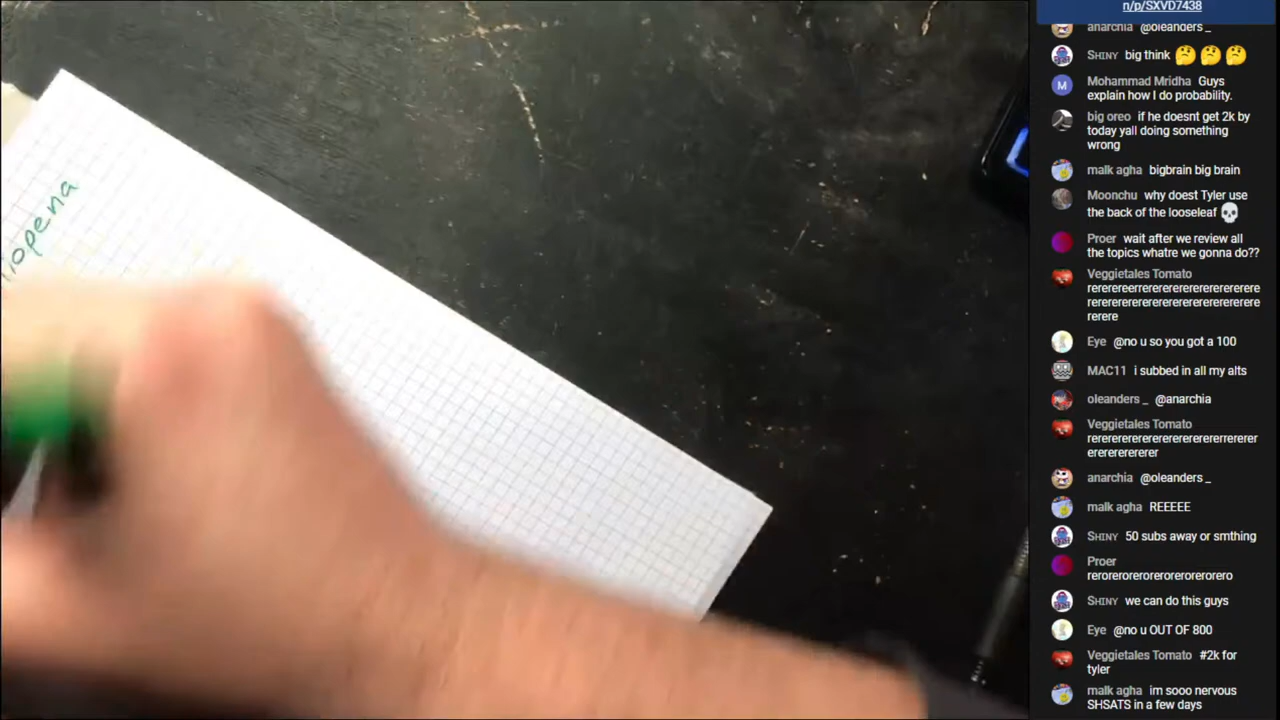 iopena
n/p/SXVD7438
anarchia @oleanders_
SHINY big think 🤔 🤔 🤔
Mohammad Mridha Guys
explain how I do probability.
big oreo if he doesnt get 2k by
today yall doing something
wrong
malk agha bigbrain big brain
Moonchu why doest Tyler use
the back of the looseleaf 💀
Proer wait after we review all
the topics whatre we gonna do??
Veggietales Tomato
rerererereerrerererererererererererere
rererererererererererererererererere
rerere
Eye @no u so you got a 100
MAC11 i subbed in all my alts
oleanders_ @anarchia
Veggietales Tomato
rerererererererererererererrererer
erererererererer
anarchia @oleanders_
malk agha REEEEE
SHINY 50 subs away or smthing
Proer
rerorerorerorerorerorerorero
SHINY we can do this guys
Eye @no u OUT OF 800
Veggietales Tomato #2k for
tyler
malk agha im sooo nervous
SHSATS in a few days